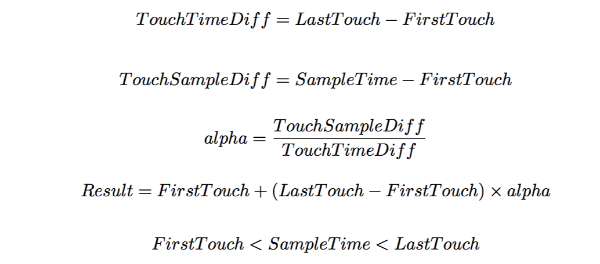 TouchTimeDiff = LastTouch − FirstTouch
TouchSampleDiff = SampleTime − FirstTouch
alpha = TouchSampleDiff / TouchTimeDiff
Result = FirstTouch + (LastTouch − FirstTouch) × alpha
FirstTouch < SampleTime < LastTouch